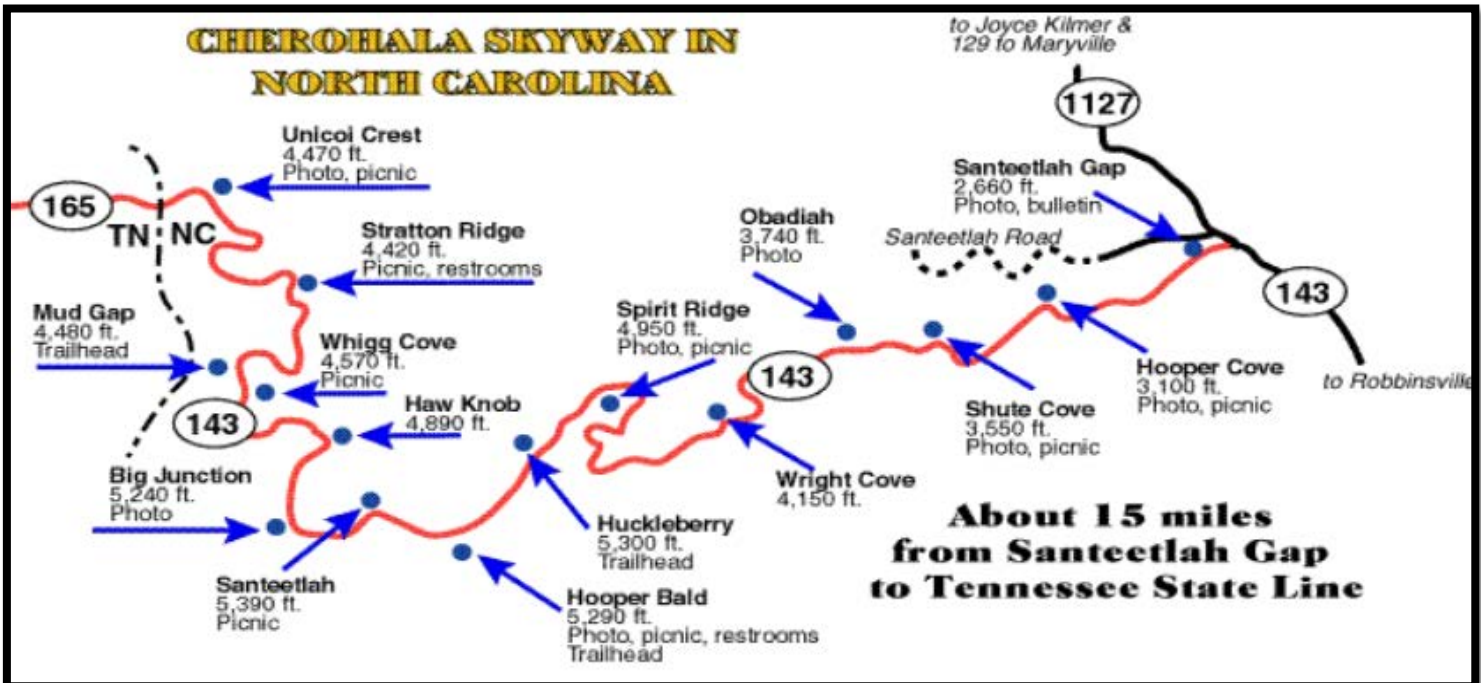 CHEROHALA SKYWAY IN
NORTH CAROLINA
to Joyce Kilmer &
129 to Maryville
1127
Unicoi Crest
4,470 ft.
Photo, picnic
Santeetlah Gap
2,660 ft.
Photo, bulletin
165
TN
NC
Stratton Ridge
4,420 ft.
Picnic, restrooms
Obadiah
3,740 ft.
Photo
Santeetlah Road
143
Mud Gap
4,480 ft.
Trailhead
Whigg Cove
4,570 ft.
Picnic
Spirit Ridge
4,950 ft.
Photo, picnic
143
Hooper Cove
3,100 ft.
Photo, picnic
to Robbinsville
143
Haw Knob
4,890 ft.
Shute Cove
3,550 ft.
Photo, picnic
Big Junction
5,240 ft.
Photo
Wright Cove
4,150 ft.
Huckleberry
5,300 ft.
Trailhead
Santeetlah
5,390 ft.
Picnic
Hooper Bald
5,290 ft.
Photo, picnic, restrooms
Trailhead
About 15 miles
from Santeetlah Gap
to Tennessee State Line